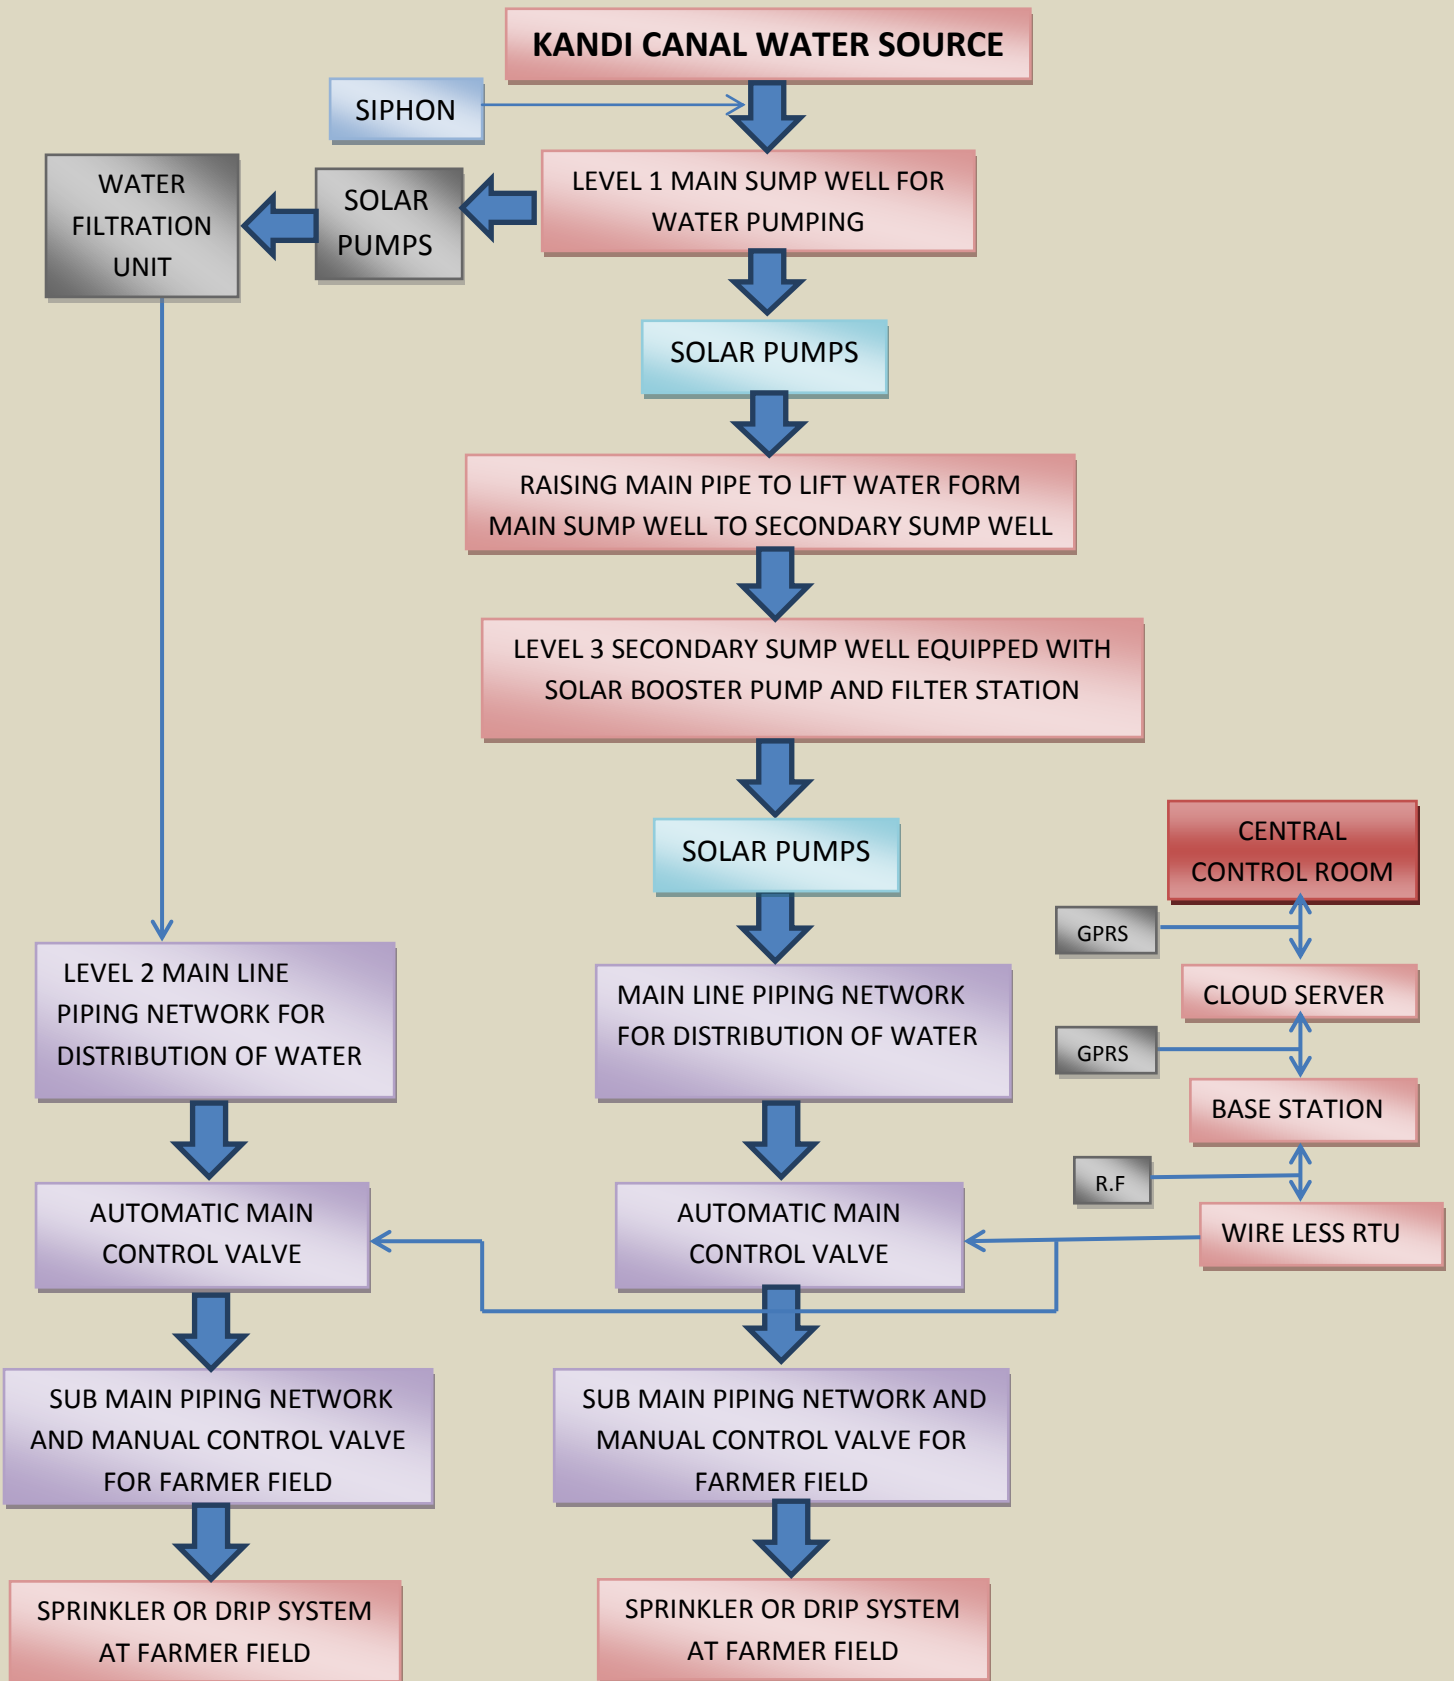 KANDI CANAL WATER SOURCE
SIPHON
LEVEL 1 MAIN SUMP WELL FOR
WATER PUMPING
SOLAR
PUMPS
WATER
FILTRATION
UNIT
SOLAR PUMPS
RAISING MAIN PIPE TO LIFT WATER FORM
MAIN SUMP WELL TO SECONDARY SUMP WELL
LEVEL 3 SECONDARY SUMP WELL EQUIPPED WITH
SOLAR BOOSTER PUMP AND FILTER STATION
SOLAR PUMPS
CENTRAL
CONTROL ROOM
GPRS
CLOUD SERVER
GPRS
BASE STATION
R.F
WIRE LESS RTU
LEVEL 2 MAIN LINE
PIPING NETWORK FOR
DISTRIBUTION OF WATER
MAIN LINE PIPING NETWORK
FOR DISTRIBUTION OF WATER
AUTOMATIC MAIN
CONTROL VALVE
AUTOMATIC MAIN
CONTROL VALVE
SUB MAIN PIPING NETWORK
AND MANUAL CONTROL VALVE
FOR FARMER FIELD
SUB MAIN PIPING NETWORK AND
MANUAL CONTROL VALVE FOR
FARMER FIELD
SPRINKLER OR DRIP SYSTEM
AT FARMER FIELD
SPRINKLER OR DRIP SYSTEM
AT FARMER FIELD